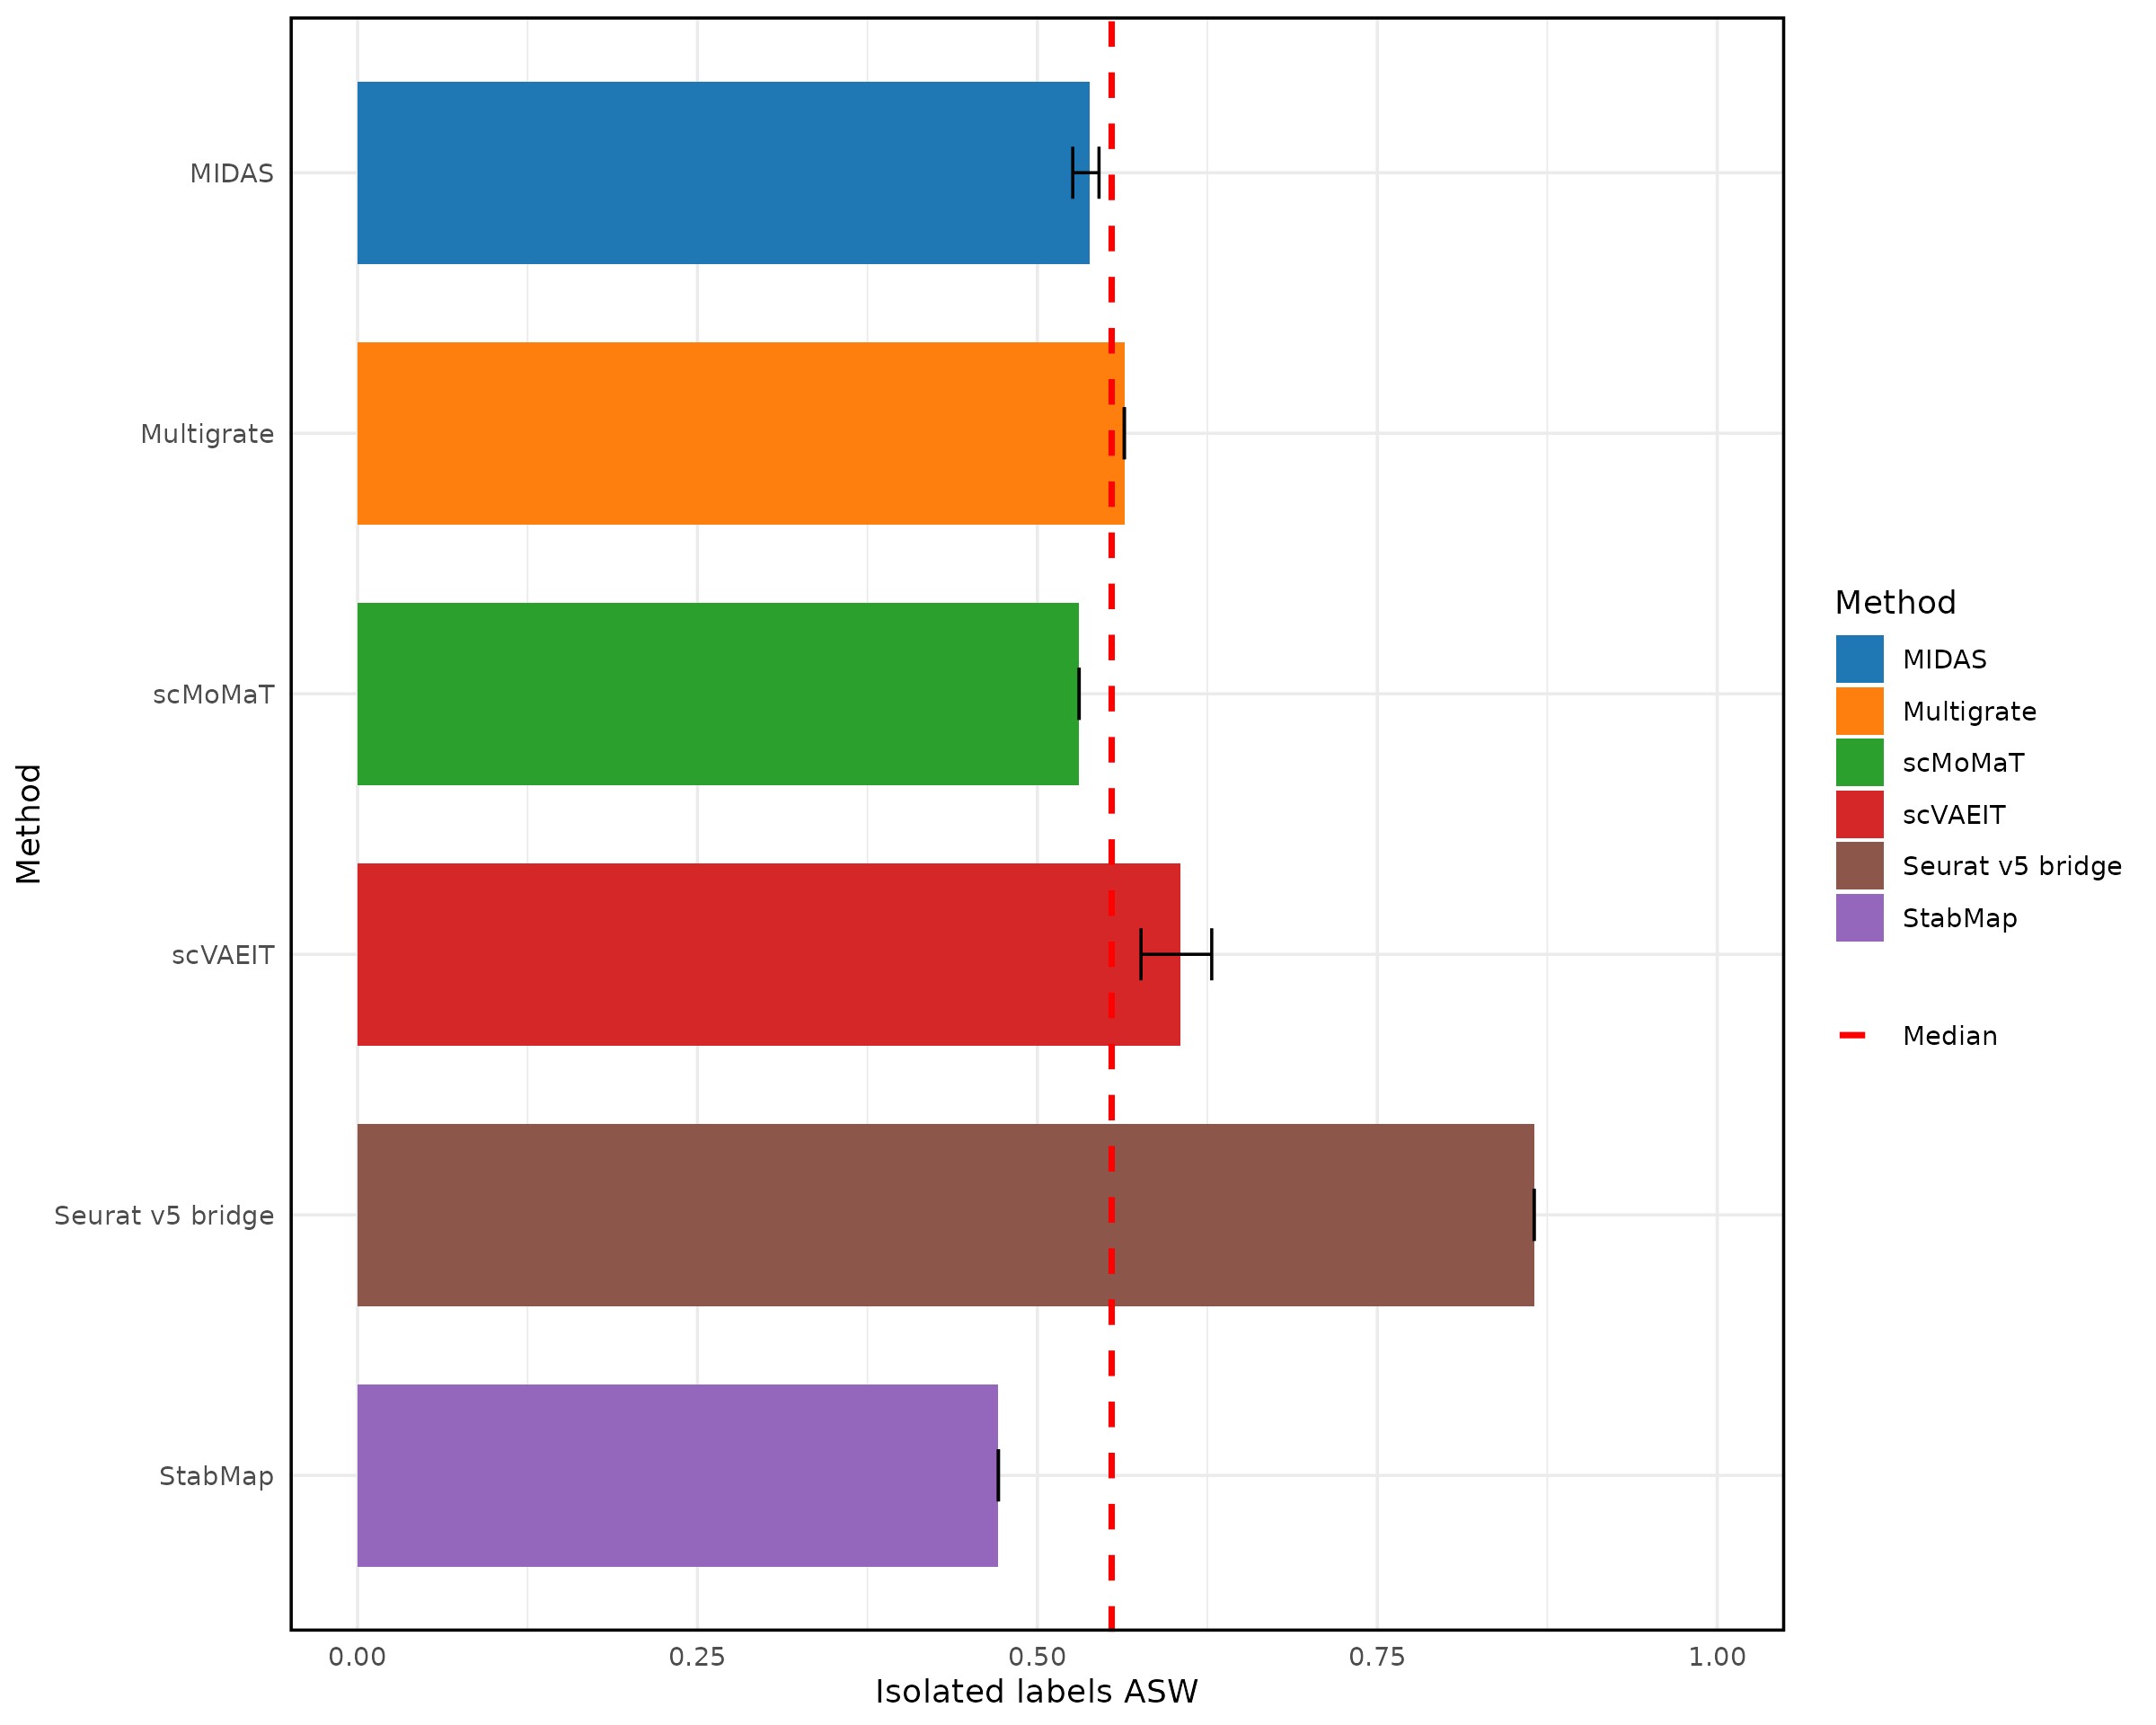 Method
MIDAS
Multigrate
scMoMaT
scVAEIT
Seurat v5 bridge
StabMap
0.00
0.25
0.50
0.75
1.00
Isolated labels ASW
Method
MIDAS
Multigrate
scMoMaT
scVAEIT
Seurat v5 bridge
StabMap
Median